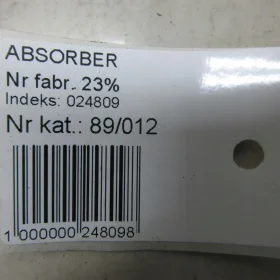 ABSORBER
Nr fabr. 23%
Indeks: 024809
Nr kat.: 89/012
1 000000 248098